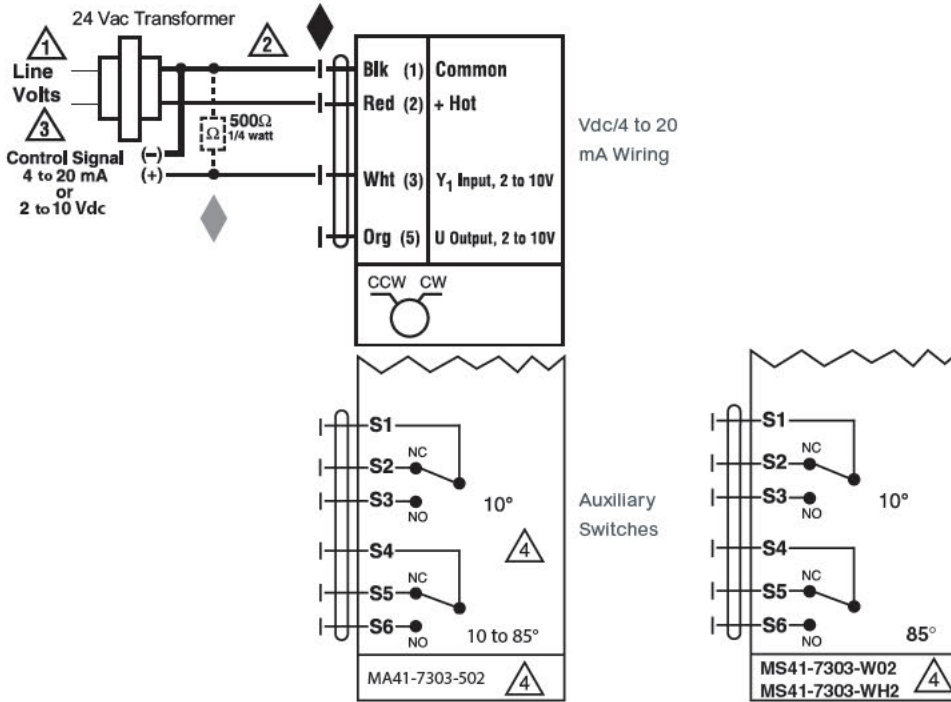 24 Vac Transformer
1
Line
Volts
3
Control Signal
4 to 20 mA
or
2 to 10 Vdc
(–)
(+)
2
Ω
500Ω
1/4 watt
Blk (1) Common
Red (2) + Hot
Wht (3) Y₁ Input, 2 to 10V
Org (5) U Output, 2 to 10V
CCW CW
Vdc/4 to 20
mA Wiring
S1
S2 NC
S3 NO
10°
4
S4
S5 NC
S6 NO
10 to 85°
MA41-7303-502 4
Auxiliary
Switches
S1
S2 NC
S3 NO
10°
S4
S5 NC
S6 NO
85°
MS41-7303-W02
MS41-7303-WH2
4